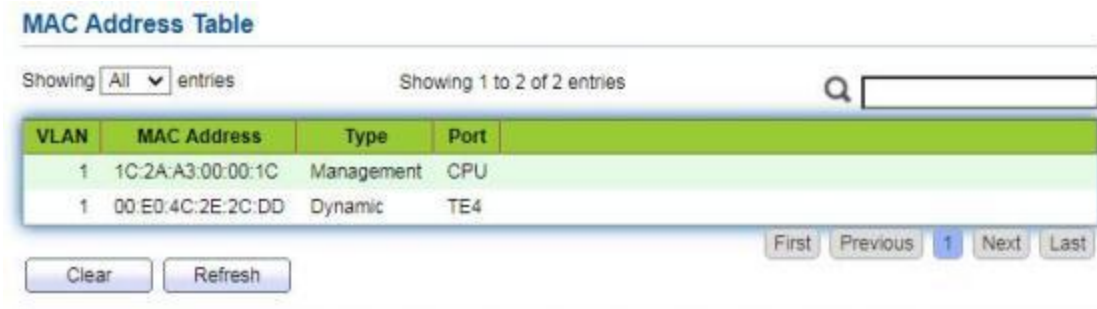 MAC Address Table
Showing All entries Showing 1 to 2 of 2 entries
VLAN MAC Address Type Port
1 1C:2A:A3:00:00:1C Management CPU
1 00:E0:4C:2E:2C:DD Dynamic TE4
First Previous 1 Next Last
Clear Refresh